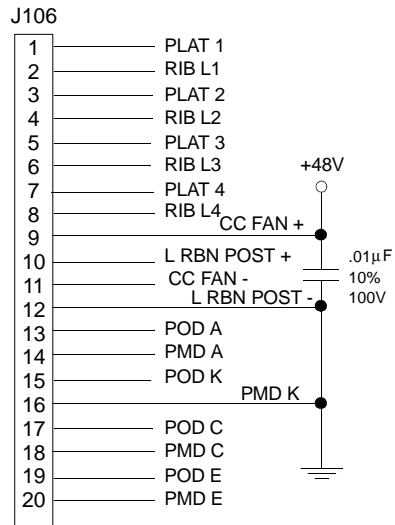 J106
1 PLAT 1
2 RIB L1
3 PLAT 2
4 RIB L2
5 PLAT 3
6 RIB L3
+48V
7 PLAT 4
8 RIB L4
9 CC FAN +
10 L RBN POST + .01µF
11 CC FAN - 10%
12 L RBN POST - 100V
13 POD A
14 PMD A
15 POD K
16 PMD K
17 POD C
18 PMD C
19 POD E
20 PMD E